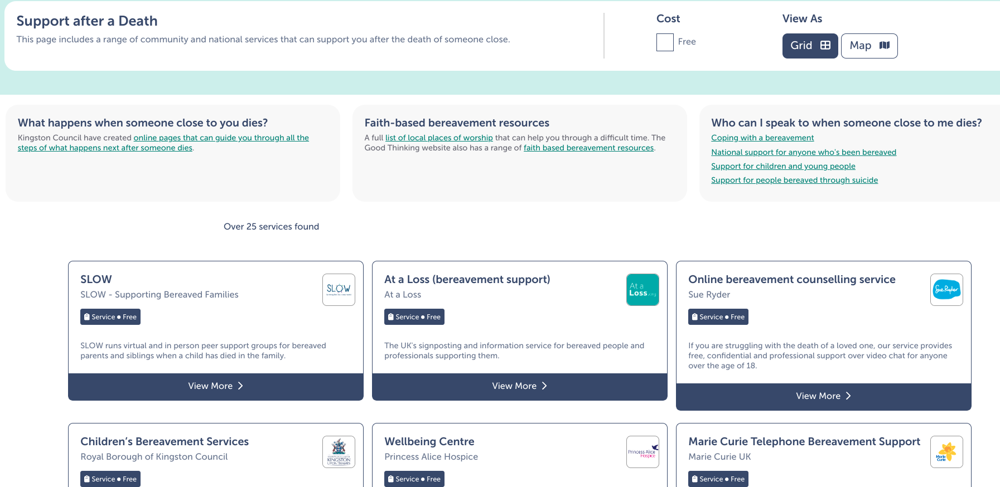 Support after a Death
This page includes a range of community and national services that can support you after the death of someone close.
Cost
Free
View As
Grid
Map
What happens when someone close to you dies?
Kingston Council have created online pages that can guide you through all the
steps of what happens next after someone dies.
Faith-based bereavement resources
A full list of local places of worship that can help you through a difficult time. The
Good Thinking website also has a range of faith based bereavement resources.
Who can I speak to when someone close to me dies?
Coping with a bereavement
National support for anyone who's been bereaved
Support for children and young people
Support for people bereaved through suicide
Over 25 services found
SLOW
SLOW - Supporting Bereaved Families
SLOW
Service • Free
SLOW runs virtual and in person peer support groups for bereaved
parents and siblings when a child has died in the family.
View More
At a Loss (bereavement support)
At a Loss
At a
Loss.org
Service • Free
The UK's signposting and information service for bereaved people and
professionals supporting them.
View More
Online bereavement counselling service
Sue Ryder
Sue Ryder
Service • Free
If you are struggling with the death of a loved one, our service provides
free, confidential and professional support over video chat for anyone
over the age of 18.
View More
Children’s Bereavement Services
Royal Borough of Kingston Council
KINGSTON
UPON THAMES
Service • Free
Wellbeing Centre
Princess Alice Hospice
Princess Alice
Hospice
Service • Free
Marie Curie Telephone Bereavement Support
Marie Curie UK
Marie
Curie
Service • Free